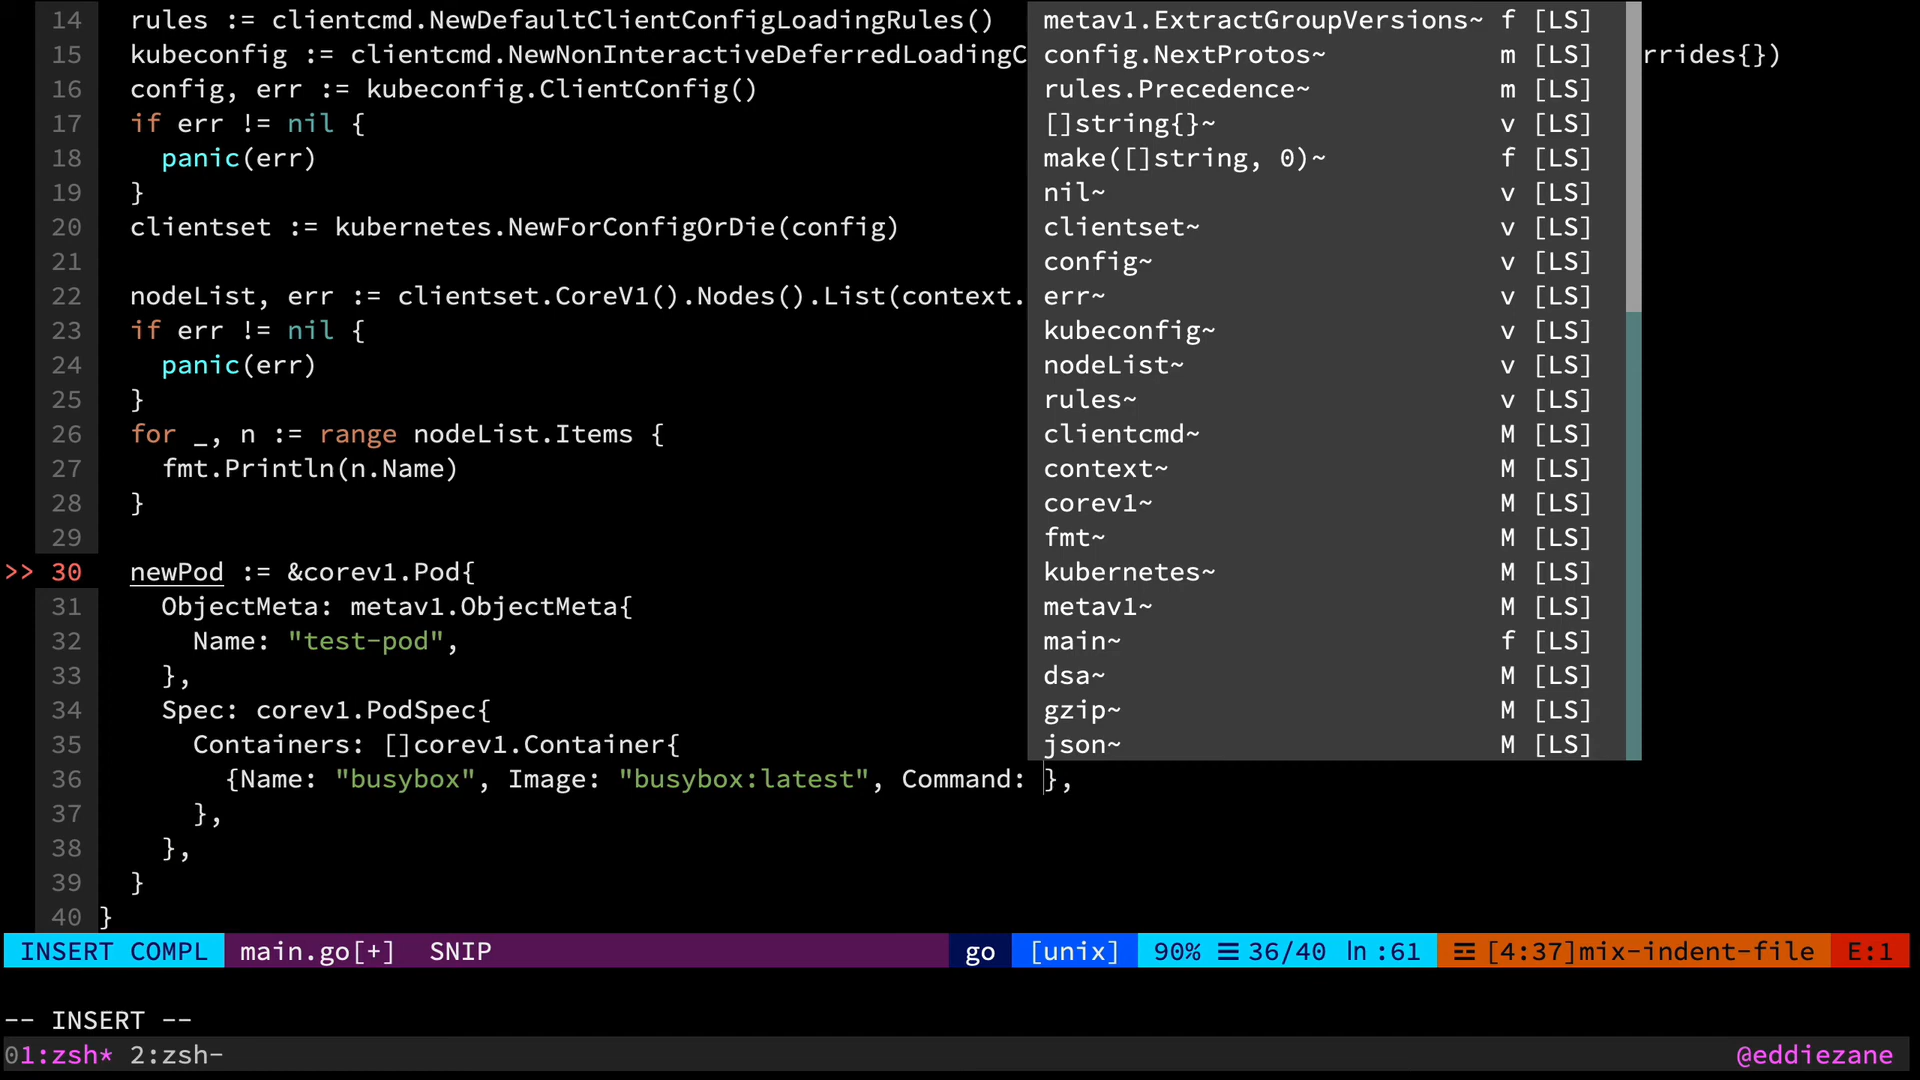 14 rules := clientcmd.NewDefaultClientConfigLoadingRules()
15 kubeconfig := clientcmd.NewNonInteractiveDeferredLoadingC rrides{})
16 config, err := kubeconfig.ClientConfig()
17 if err != nil {
18 panic(err)
19 }
20 clientset := kubernetes.NewForConfigOrDie(config)
21
22 nodeList, err := clientset.CoreV1().Nodes().List(context.
23 if err != nil {
24 panic(err)
25 }
26 for _, n := range nodeList.Items {
27 fmt.Println(n.Name)
28 }
29
>> 30 newPod := &corev1.Pod{
31 ObjectMeta: metav1.ObjectMeta{
32 Name: "test-pod",
33 },
34 Spec: corev1.PodSpec{
35 Containers: []corev1.Container{
36 {Name: "busybox", Image: "busybox:latest", Command: },
37 },
38 },
39 }
40 }
metav1.ExtractGroupVersions~ f [LS]
config.NextProtos~ m [LS]
rules.Precedence~ m [LS]
[]string{}~ v [LS]
make([]string, 0)~ f [LS]
nil~ v [LS]
clientset~ v [LS]
config~ v [LS]
err~ v [LS]
kubeconfig~ v [LS]
nodeList~ v [LS]
rules~ v [LS]
clientcmd~ M [LS]
context~ M [LS]
corev1~ M [LS]
fmt~ M [LS]
kubernetes~ M [LS]
metav1~ M [LS]
main~ f [LS]
dsa~ M [LS]
gzip~ M [LS]
json~ M [LS]
INSERT COMPL main.go[+] SNIP go [unix] 90% ☰ 36/40 ln :61 ☲ [4:37]mix-indent-file E:1
-- INSERT --
01:zsh* 2:zsh- @eddiezane